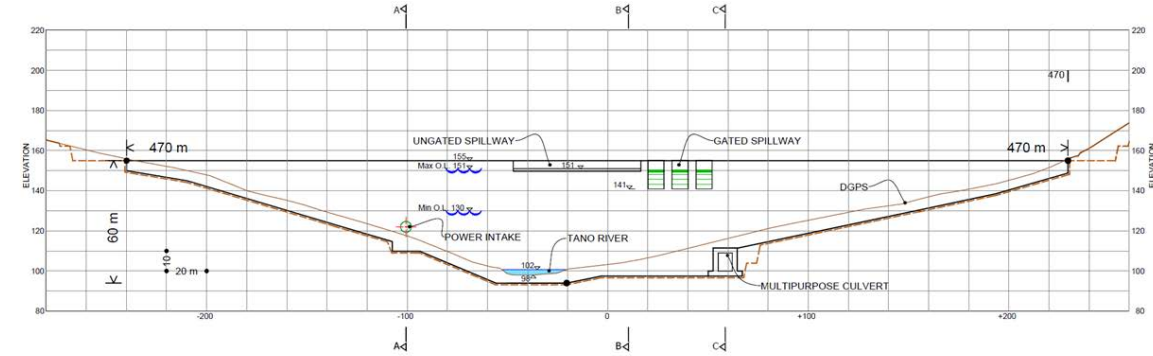 A
B
C
220
220
200
200
470
180
180
UNGATED SPILLWAY
GATED SPILLWAY
470 m
470 m
160
160
155
Max O.L. 151
151
ELEVATION
ELEVATION
141
140
140
DGPS
Min O.L. 130
60 m
120
120
POWER INTAKE
TANO RIVER
10
20 m
102
100
100
98
MULTIPURPOSE CULVERT
80
80
-200
-100
0
+100
+200
A
B
C